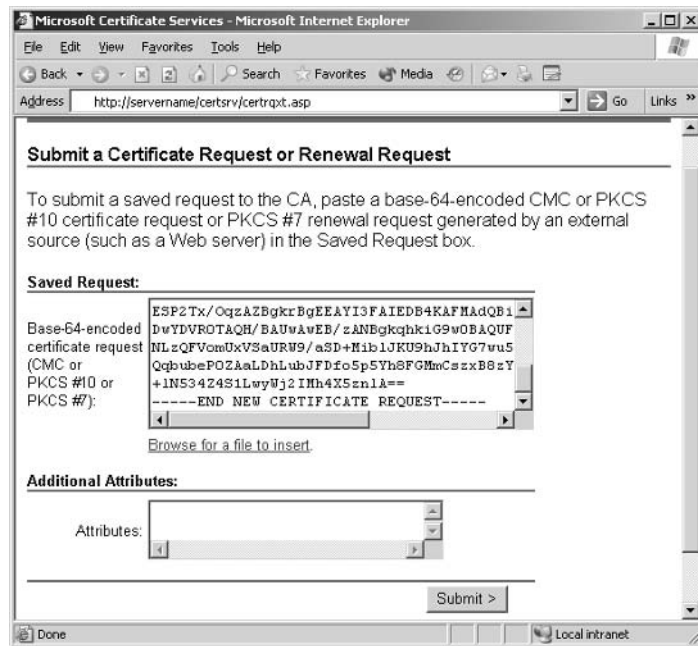 Microsoft Certificate Services - Microsoft Internet Explorer
File Edit View Favorites Tools Help
Back Search Favorites Media
Address http://servername/certsrv/certrqxt.asp Go Links »
Submit a Certificate Request or Renewal Request
To submit a saved request to the CA, paste a base-64-encoded CMC or PKCS
#10 certificate request or PKCS #7 renewal request generated by an external
source (such as a Web server) in the Saved Request box.
Saved Request:
Base-64-encoded
certificate request
(CMC or
PKCS #10 or
PKCS #7):
ESP2Tx/OqzAZBgkrBgEEAYI3FAIEDB4KAFMAdQBi
DwYDVR0TAQH/BAUwAwEB/zANBgkqhkiG9w0BAQUF
NLzQFVomUxVSaURW9/aSD+Mib1JKU9hJhIYG7wu5
QqbubePOZAaLDhLubJFDfo5p5Yh8FGMmCszxB8zY
+1N534Z4S1LwyWj2IMh4X5znlA==
-----END NEW CERTIFICATE REQUEST-----
Browse for a file to insert.
Additional Attributes:
Attributes:
Submit >
Done Local intranet